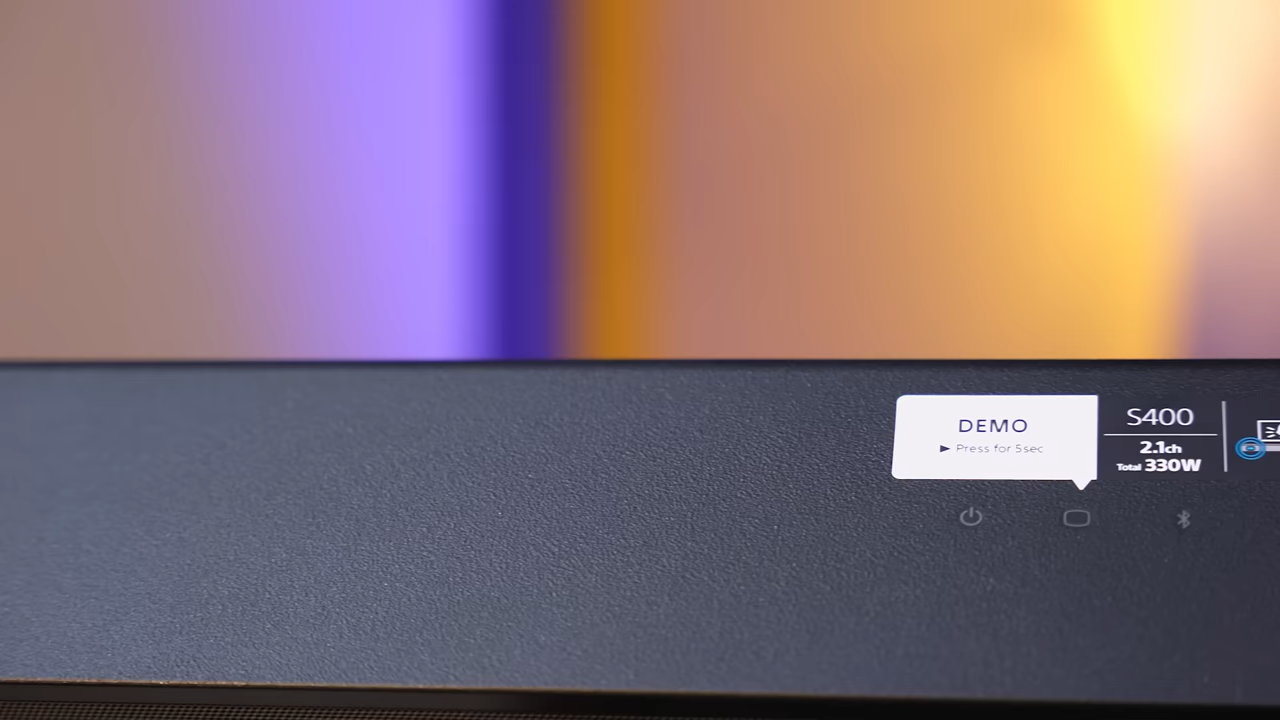 DEMO
► Press for 5sec
S400
2.1ch
Total 330W